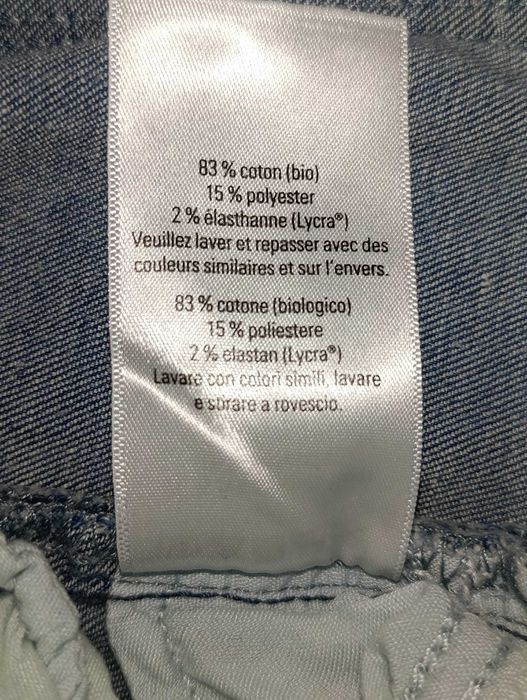 83 % coton (bio)
15 % polyester
2 % élasthanne (Lycra®)
Veuillez laver et repasser avec des
couleurs similaires et sur l'envers.
83 % cotone (biologico)
15 % poliestere
2 % elastan (Lycra®)
Lavare con colori simili, lavare
e stirare a rovescio.